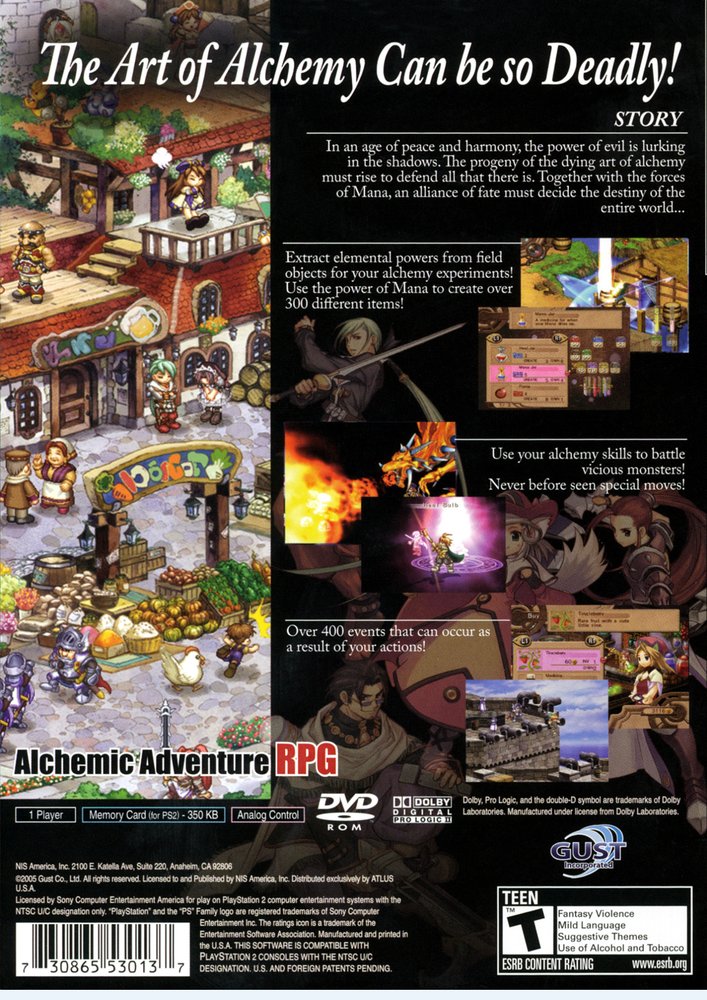 The Art of Alchemy Can be so Deadly!
STORY
In an age of peace and harmony, the power of evil is lurking
in the shadows. The progeny of the dying art of alchemy
must rise to defend all that there is. Together with the forces
of Mana, an alliance of fate must decide the destiny of the
entire world...
Extract elemental powers from field
objects for your alchemy experiments!
Use the power of Mana to create over
300 different items!
Use your alchemy skills to battle
vicious monsters!
Never before seen special moves!
Over 400 events that can occur as
a result of your actions!
Alchemic Adventure RPG
1 Player
Memory Card (for PS2) - 350 KB
Analog Control
DVD
ROM
DOLBY
DIGITAL
PRO LOGIC II
Dolby, Pro Logic, and the double-D symbol are trademarks of Dolby
Laboratories. Manufactured under license from Dolby Laboratories.
GUST
Incorporated
NIS America, Inc. 2100 E. Katella Ave, Suite 220, Anaheim, CA 92806
©2005 Gust Co., Ltd. All rights reserved. Licensed to and Published by NIS America, Inc. Distributed exclusively by ATLUS
U.S.A.
Licensed by Sony Computer Entertainment America for play on PlayStation 2 computer entertainment systems with the
NTSC U/C designation only. "PlayStation" and the "PS" Family logo are registered trademarks of Sony Computer
Entertainment Inc. The ratings icon is a trademark of the
Entertainment Software Association. Manufactured and printed in
the U.S.A. THIS SOFTWARE IS COMPATIBLE WITH
PLAYSTATION 2 CONSOLES WITH THE NTSC U/C
DESIGNATION. U.S. AND FOREIGN PATENTS PENDING.
7 30865 53013 7
TEEN
T
Fantasy Violence
Mild Language
Suggestive Themes
Use of Alcohol and Tobacco
ESRB CONTENT RATING www.esrb.org